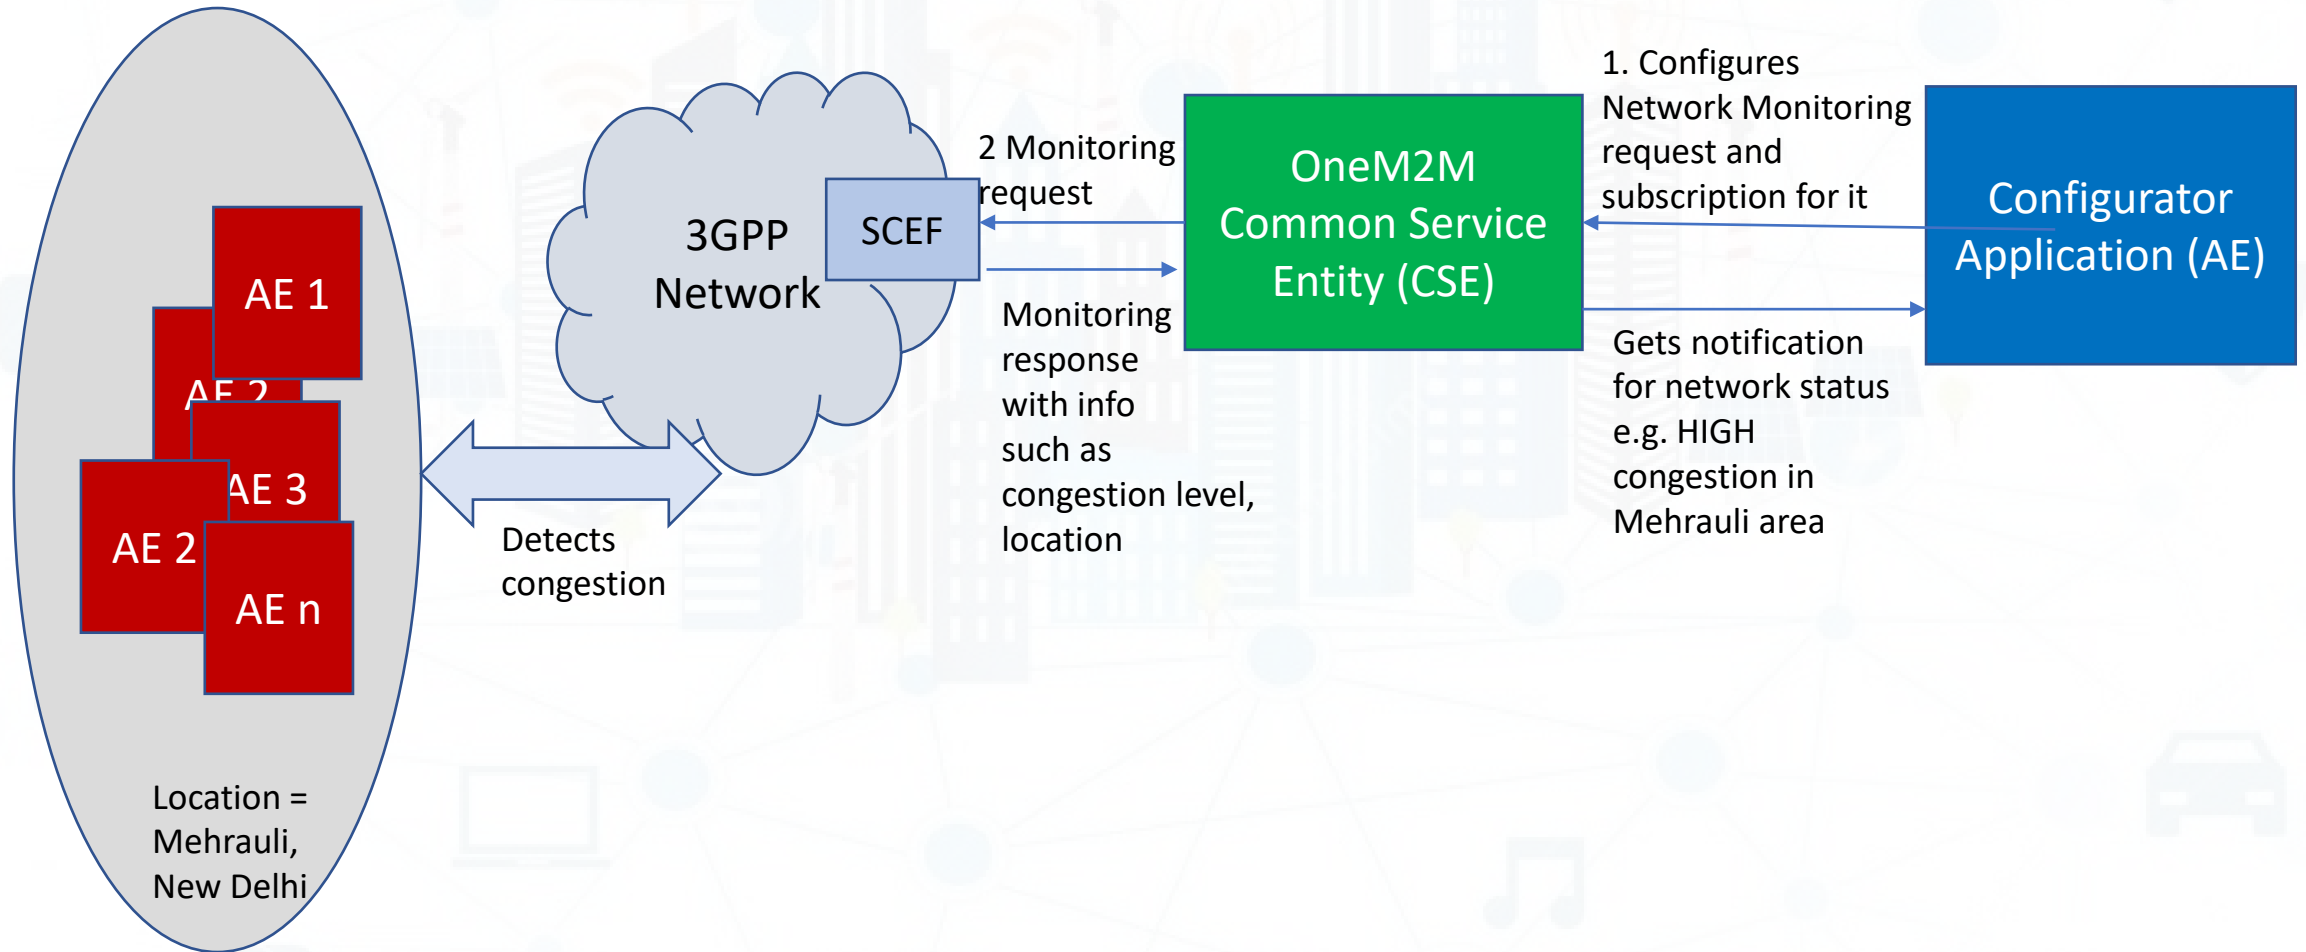 AE 1
AE 2
AE 3
AE 2
AE n
Location =
Mehrauli,
New Delhi
Detects
congestion
3GPP
Network
SCEF
2 Monitoring
request
Monitoring
response
with info
such as
congestion level,
location
OneM2M
Common Service
Entity (CSE)
1. Configures
Network Monitoring
request and
subscription for it
Gets notification
for network status
e.g. HIGH
congestion in
Mehrauli area
Configurator
Application (AE)